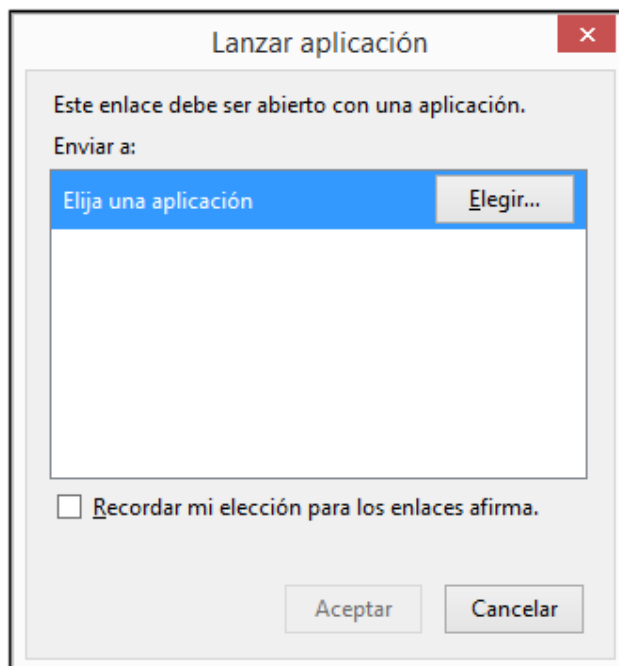 Lanzar aplicación
Este enlace debe ser abierto con una aplicación.
Enviar a:
Elija una aplicación
Elegir...
Recordar mi elección para los enlaces afirma.
Aceptar
Cancelar